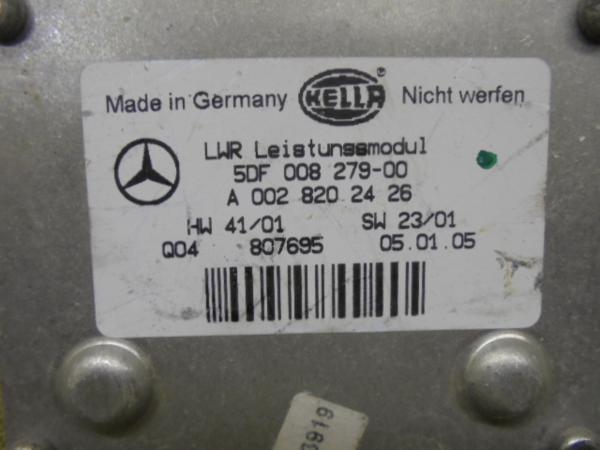 Made in Germany HELLA ® Nicht werfen
LWR Leistungsmodul
5DF 008 279-00
A 002 820 24 26
HW 41/01 SW 23/01
Q04 807695 05.01.05
3919